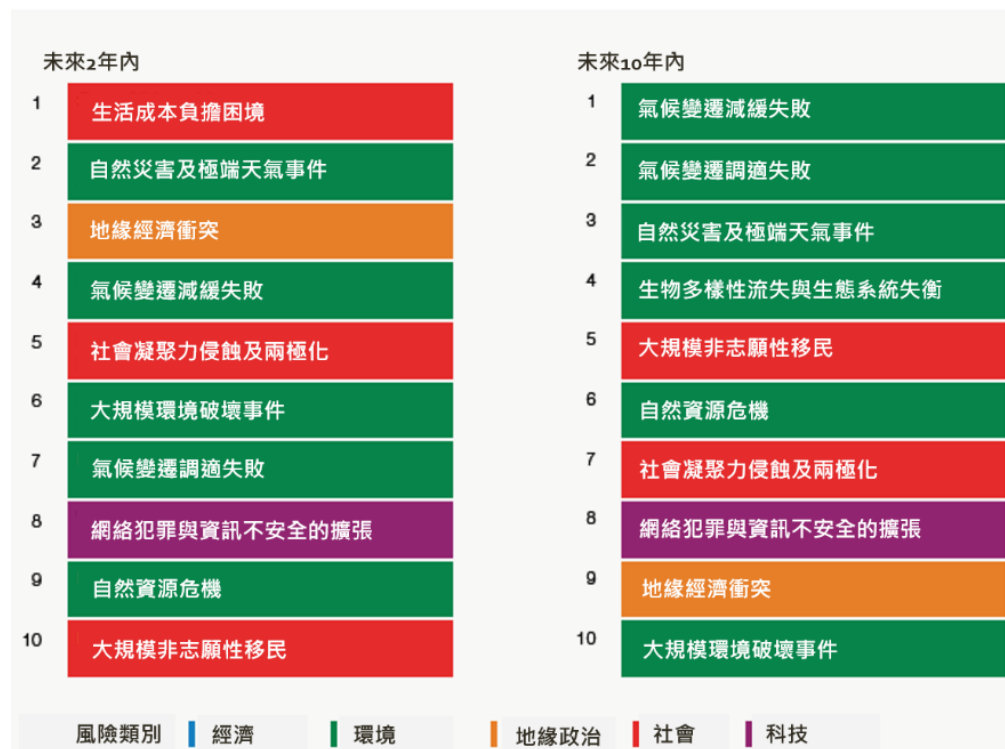 未來2年內
1 生活成本負擔困境
2 自然災害及極端天氣事件
3 地緣經濟衝突
4 氣候變遷減緩失敗
5 社會凝聚力侵蝕及兩極化
6 大規模環境破壞事件
7 氣候變遷調適失敗
8 網絡犯罪與資訊不安全的擴張
9 自然資源危機
10 大規模非志願性移民
未來10年內
1 氣候變遷減緩失敗
2 氣候變遷調適失敗
3 自然災害及極端天氣事件
4 生物多樣性流失與生態系統失衡
5 大規模非志願性移民
6 自然資源危機
7 社會凝聚力侵蝕及兩極化
8 網絡犯罪與資訊不安全的擴張
9 地緣經濟衝突
10 大規模環境破壞事件
風險類別 經濟 環境 地緣政治 社會 科技